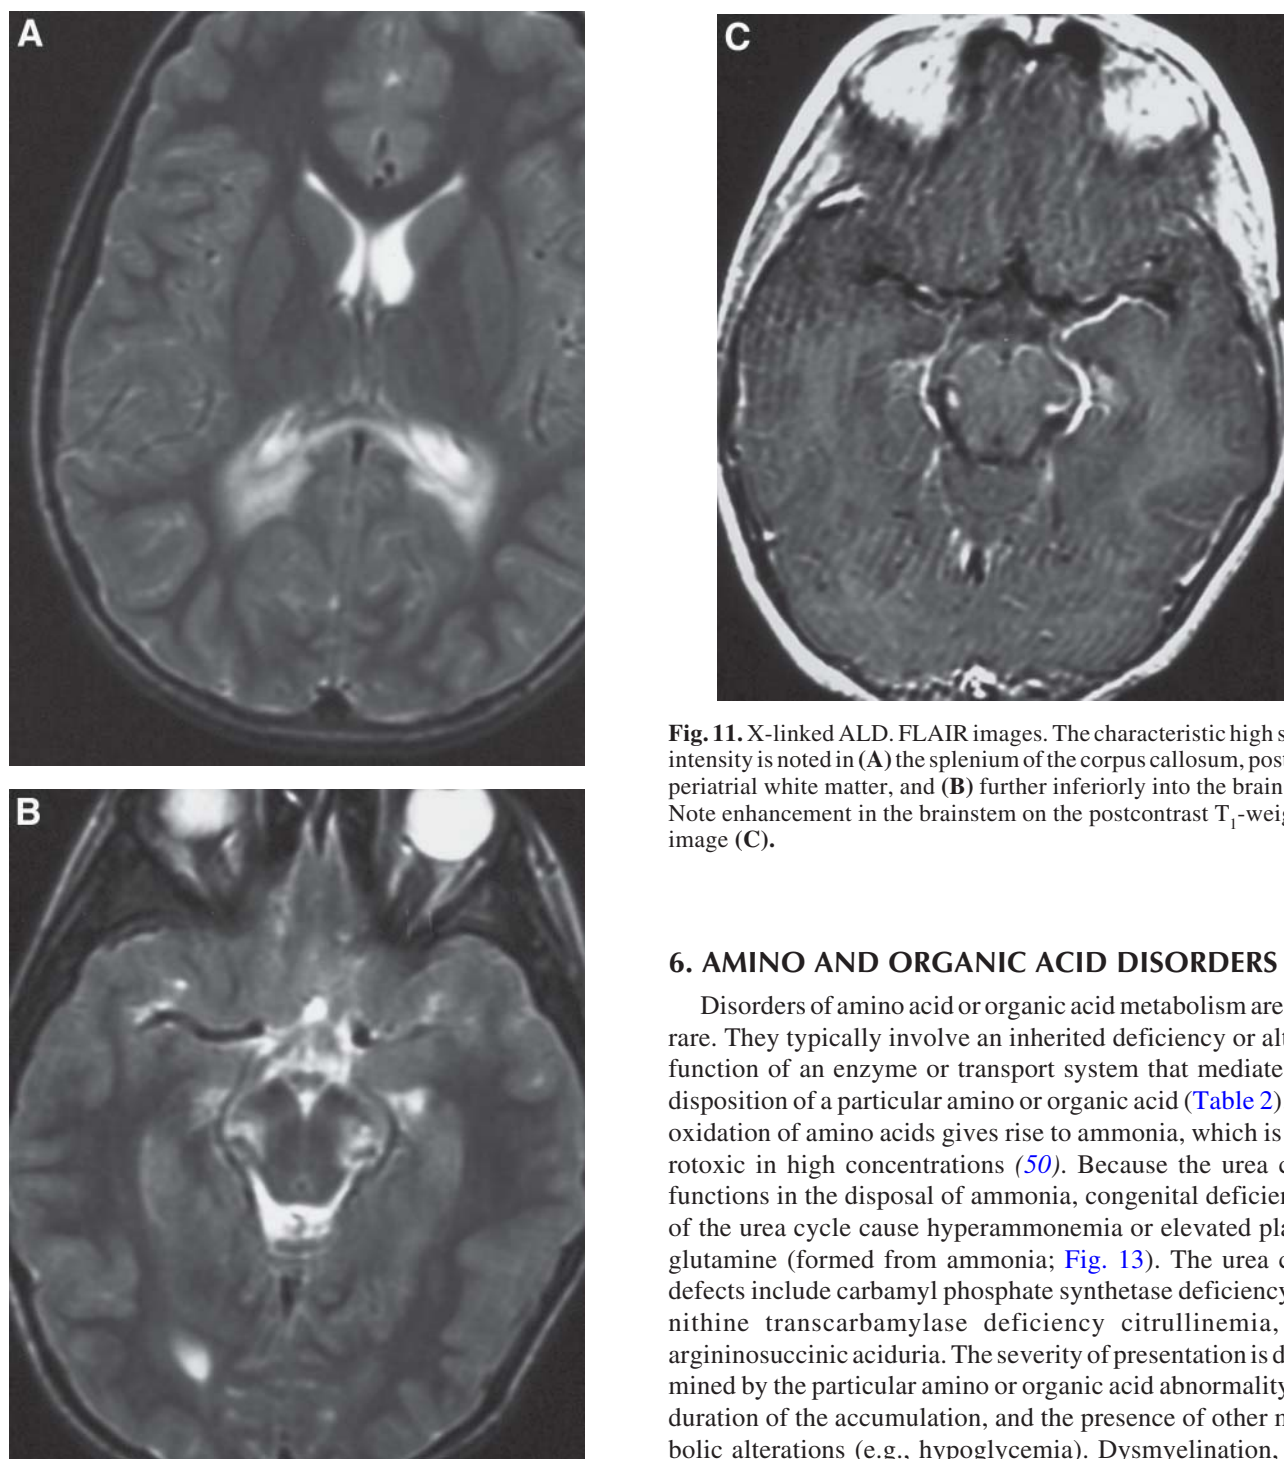 A
B
C
Fig. 11. X-linked ALD. FLAIR images. The characteristic high s
intensity is noted in (A) the splenium of the corpus callosum, post
periatrial white matter, and (B) further inferiorly into the brain
Note enhancement in the brainstem on the postcontrast T1-weig
image (C).
6. AMINO AND ORGANIC ACID DISORDERS
Disorders of amino acid or organic acid metabolism are
rare. They typically involve an inherited deficiency or alt
function of an enzyme or transport system that mediate
disposition of a particular amino or organic acid (Table 2)
oxidation of amino acids gives rise to ammonia, which is
rotoxic in high concentrations (50). Because the urea c
functions in the disposal of ammonia, congenital deficien
of the urea cycle cause hyperammonemia or elevated pla
glutamine (formed from ammonia; Fig. 13). The urea c
defects include carbamyl phosphate synthetase deficiency
nithine transcarbamylase deficiency citrullinemia,
argininosuccinic aciduria. The severity of presentation is d
mined by the particular amino or organic acid abnormality
duration of the accumulation, and the presence of other m
bolic alterations (e.g., hypoglycemia). Dysmyelination,